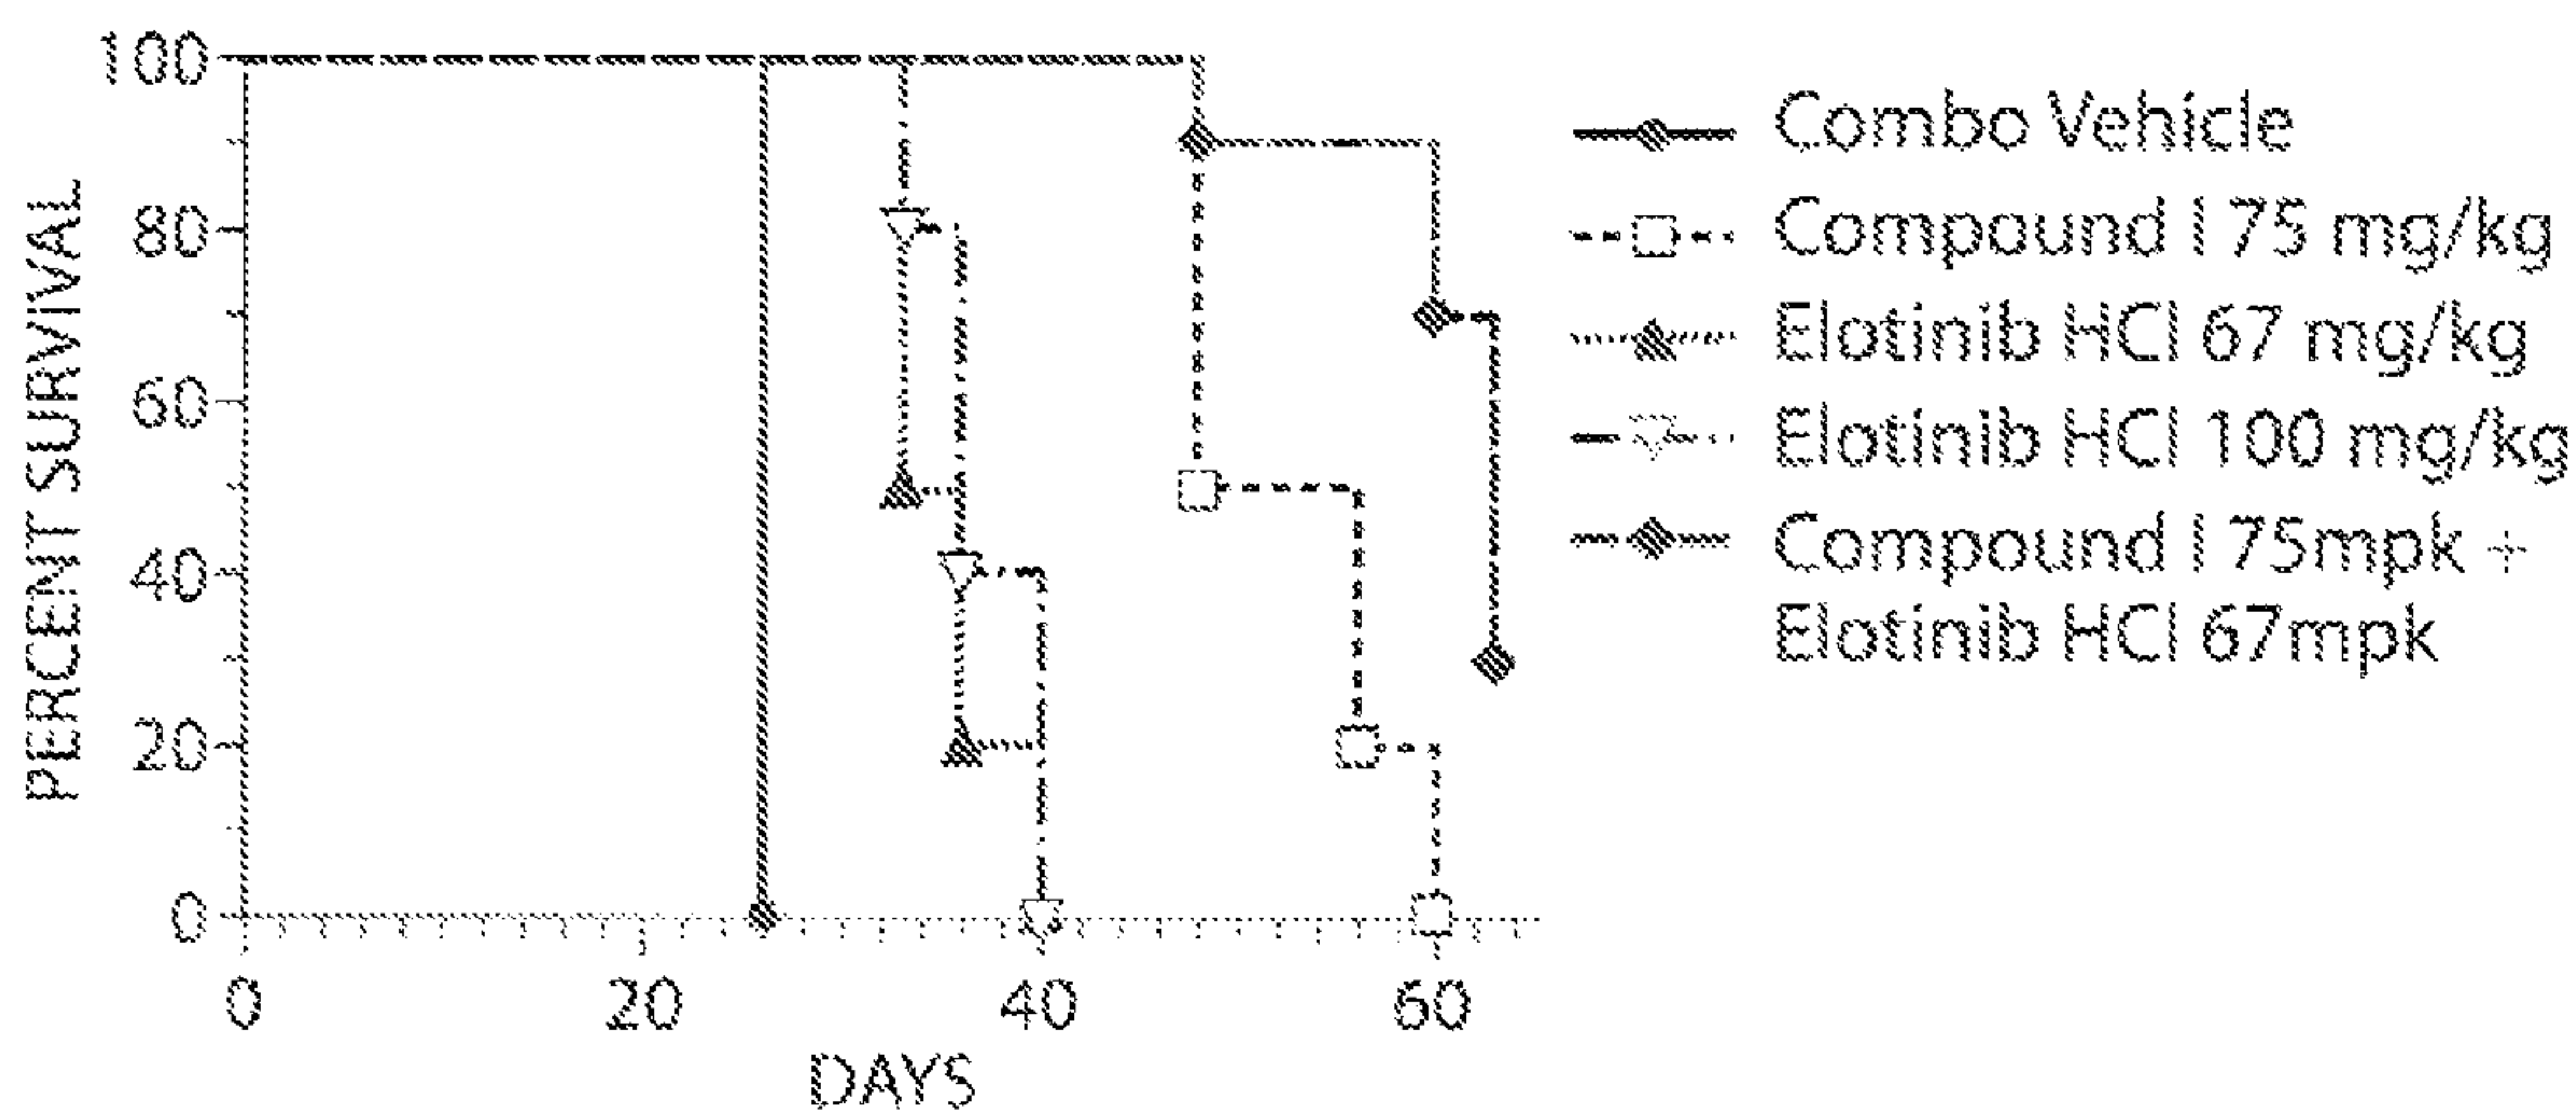 100
80
60
40
20
0
PERCENT SURVIVAL
0 20 40 60
DAYS
Combo Vehicle
Compound I 75 mg/kg
Elotinib HCl 67 mg/kg
Elotinib HCl 100 mg/kg
Compound I 75mpk +
Elotinib HCl 67mpk